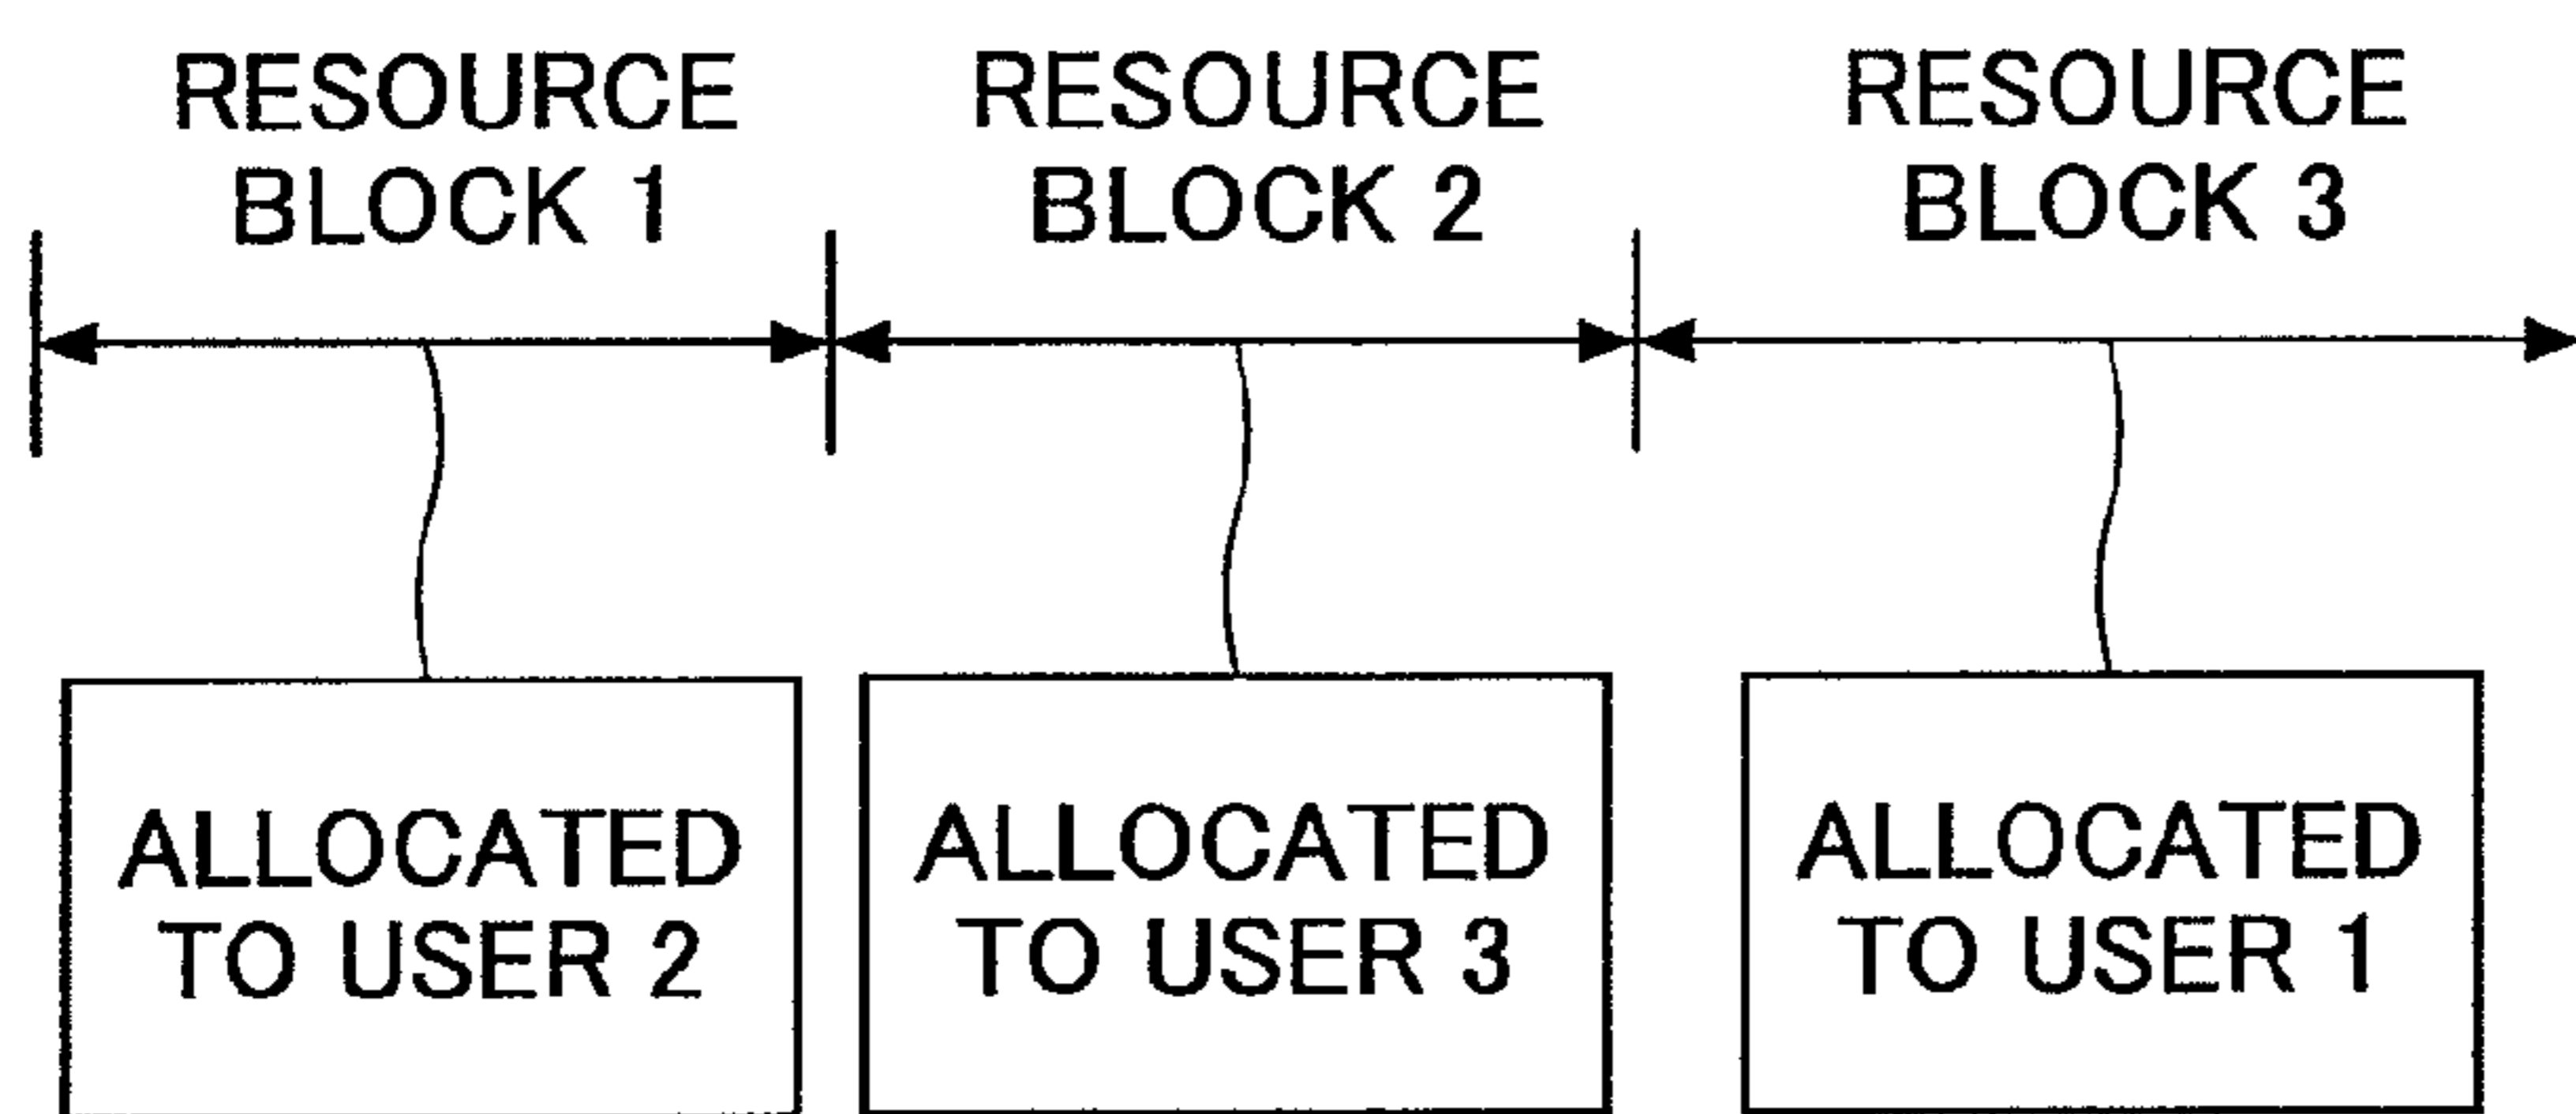 RESOURCE
BLOCK 1
RESOURCE
BLOCK 2
RESOURCE
BLOCK 3
ALLOCATED
TO USER 2
ALLOCATED
TO USER 3
ALLOCATED
TO USER 1